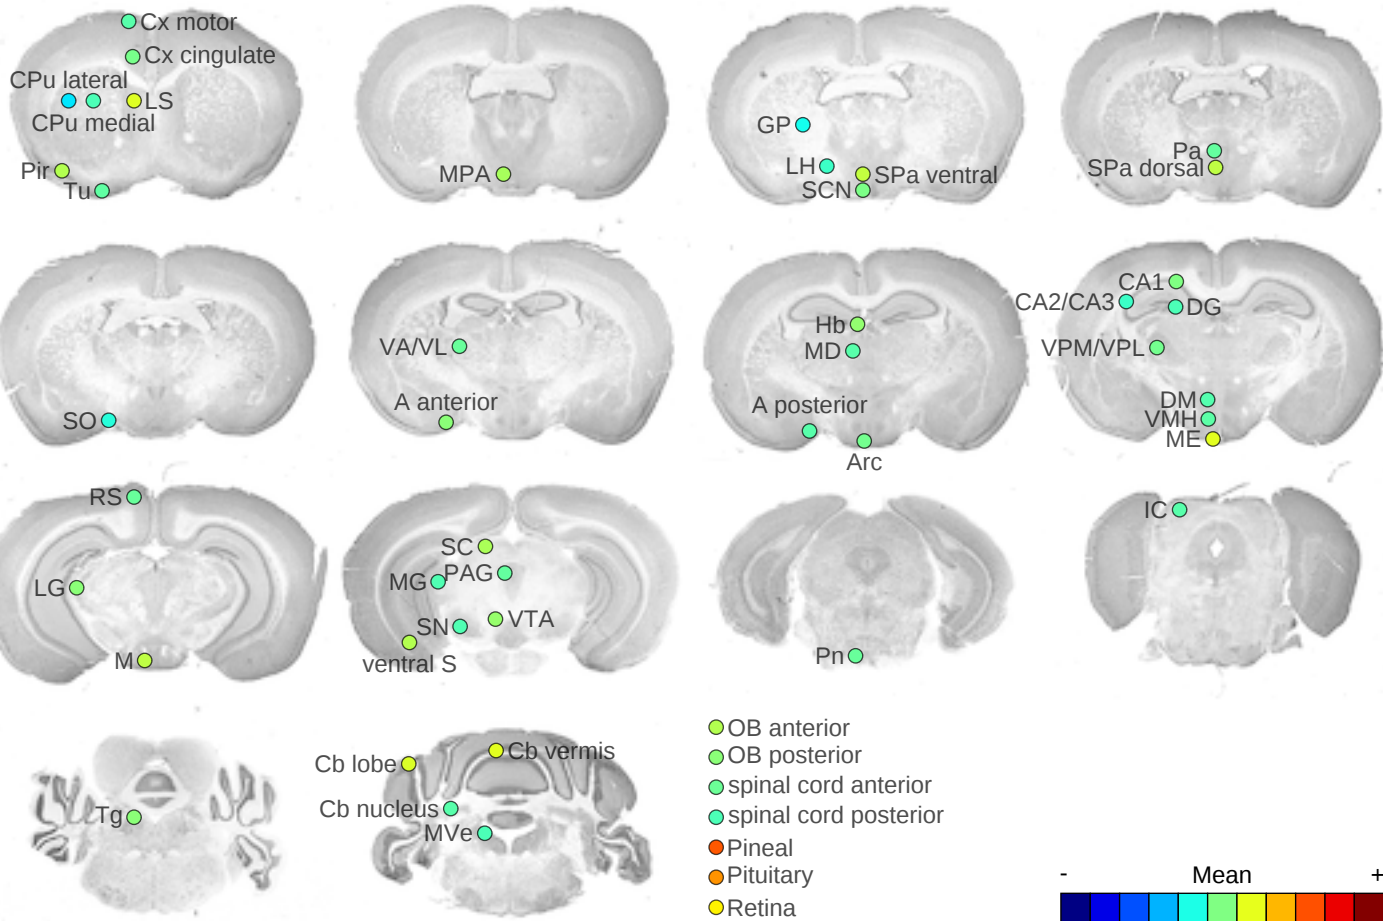 Cx motor
Cx cingulate
CPu lateral
LS
CPu medial
Pir
Tu
MPA
GP
LH
SPa ventral
SCN
Pa
SPa dorsal
SO
VA/VL
A anterior
Hb
MD
A posterior
Arc
CA1
CA2/CA3
DG
VPM/VPL
DM
VMH
ME
RS
LG
M
SC
PAG
MG
VTA
SN
ventral S
Pn
IC
Tg
Cb vermis
Cb lobe
Cb nucleus
MVe
OB anterior
OB posterior
spinal cord anterior
spinal cord posterior
Pineal
Pituitary
Retina
- Mean +